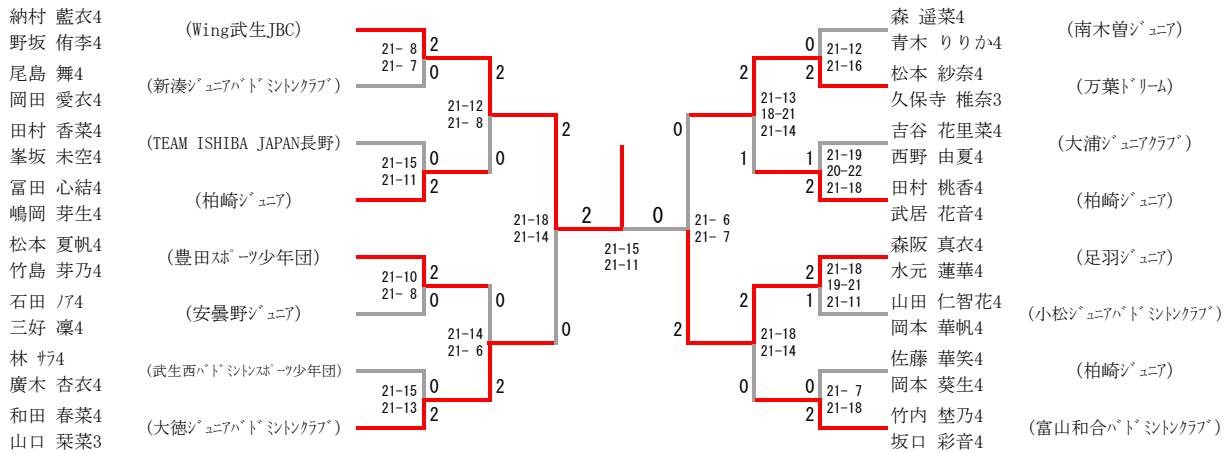 納村 藍衣4
野坂 侑李4
(Wing武生JBC)
尾島 舞4
岡田 愛衣4
(新湊ｼﾞｭﾆｱﾊﾞﾄﾞﾐﾝﾄﾝｸﾗﾌﾞ)
田村 香菜4
峯坂 未空4
(TEAM ISHIBA JAPAN長野)
冨田 心結4
嶋岡 芽生4
(柏崎ｼﾞｭﾆｱ)
松本 夏帆4
竹島 芽乃4
(豊田ｽﾎﾟｰﾂ少年団)
石田 ﾉｱ4
三好 凜4
(安曇野ｼﾞｭﾆｱ)
林 ｻﾗ4
廣木 杏衣4
(武生西ﾊﾞﾄﾞﾐﾝﾄﾝｽﾎﾟｰﾂ少年団)
和田 春菜4
山口 栞菜3
(大徳ｼﾞｭﾆｱﾊﾞﾄﾞﾐﾝﾄﾝｸﾗﾌﾞ)
2
21- 8
21- 7
0
0
21-15
21-11
2
2
21-10
21- 8
0
0
21-15
21-13
2
2
21-12
21- 8
0
0
21-14
21- 6
2
2
21-18
21-14
0
2
0
21-15
21-11
0
21- 6
21- 7
2
2
21-13
18-21
21-14
1
2
21-18
21-14
0
0
21-12
21-16
2
1
21-19
20-22
21-18
2
2
21-18
19-21
21-11
1
0
21- 7
21-18
2
森 遥菜4
青木 りりか4
(南木曽ｼﾞｭﾆｱ)
松本 紗奈4
久保寺 椎奈3
(万葉ﾄﾞﾘｰﾑ)
吉谷 花里菜4
西野 由夏4
(大浦ｼﾞｭﾆｱｸﾗﾌﾞ)
田村 桃香4
武居 花音4
(柏崎ｼﾞｭﾆｱ)
森阪 真衣4
水元 蓮華4
(足羽ｼﾞｭﾆｱ)
山田 仁智花4
岡本 華帆4
(小松ｼﾞｭﾆｱﾊﾞﾄﾞﾐﾝﾄﾝｸﾗﾌﾞ)
佐藤 華笑4
岡本 葵生4
(柏崎ｼﾞｭﾆｱ)
竹内 埜乃4
坂口 彩音4
(富山和合ﾊﾞﾄﾞﾐﾝﾄﾝｸﾗﾌﾞ)